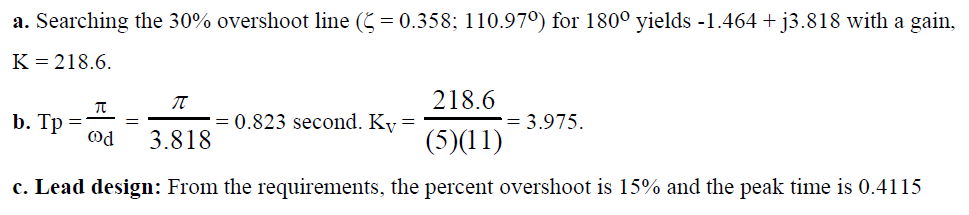 a. Searching the 30% overshoot line (ζ = 0.358; 110.97⁰) for 180⁰ yields -1.464 + j3.818 with a gain,
K = 218.6.
b. Tp = π/ωd = π/3.818 = 0.823 second. Kv = 218.6/(5)(11) = 3.975.
c. Lead design: From the requirements, the percent overshoot is 15% and the peak time is 0.4115